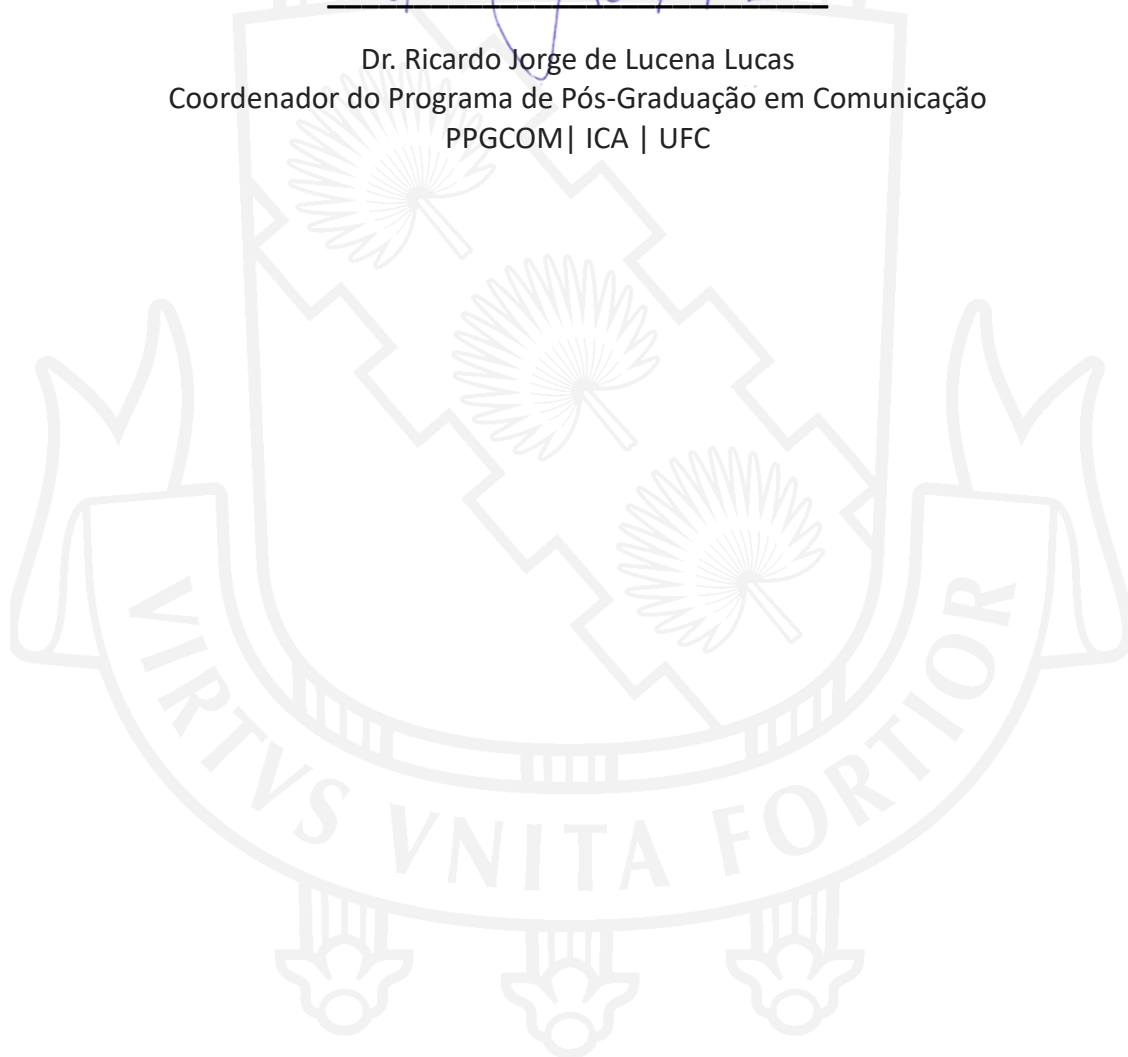 Dr. Ricardo Jorge de Lucena Lucas
Coordenador do Programa de Pós-Graduação em Comunicação
PPGCOM| ICA | UFC
VIRTVS VNITA FORTIOR